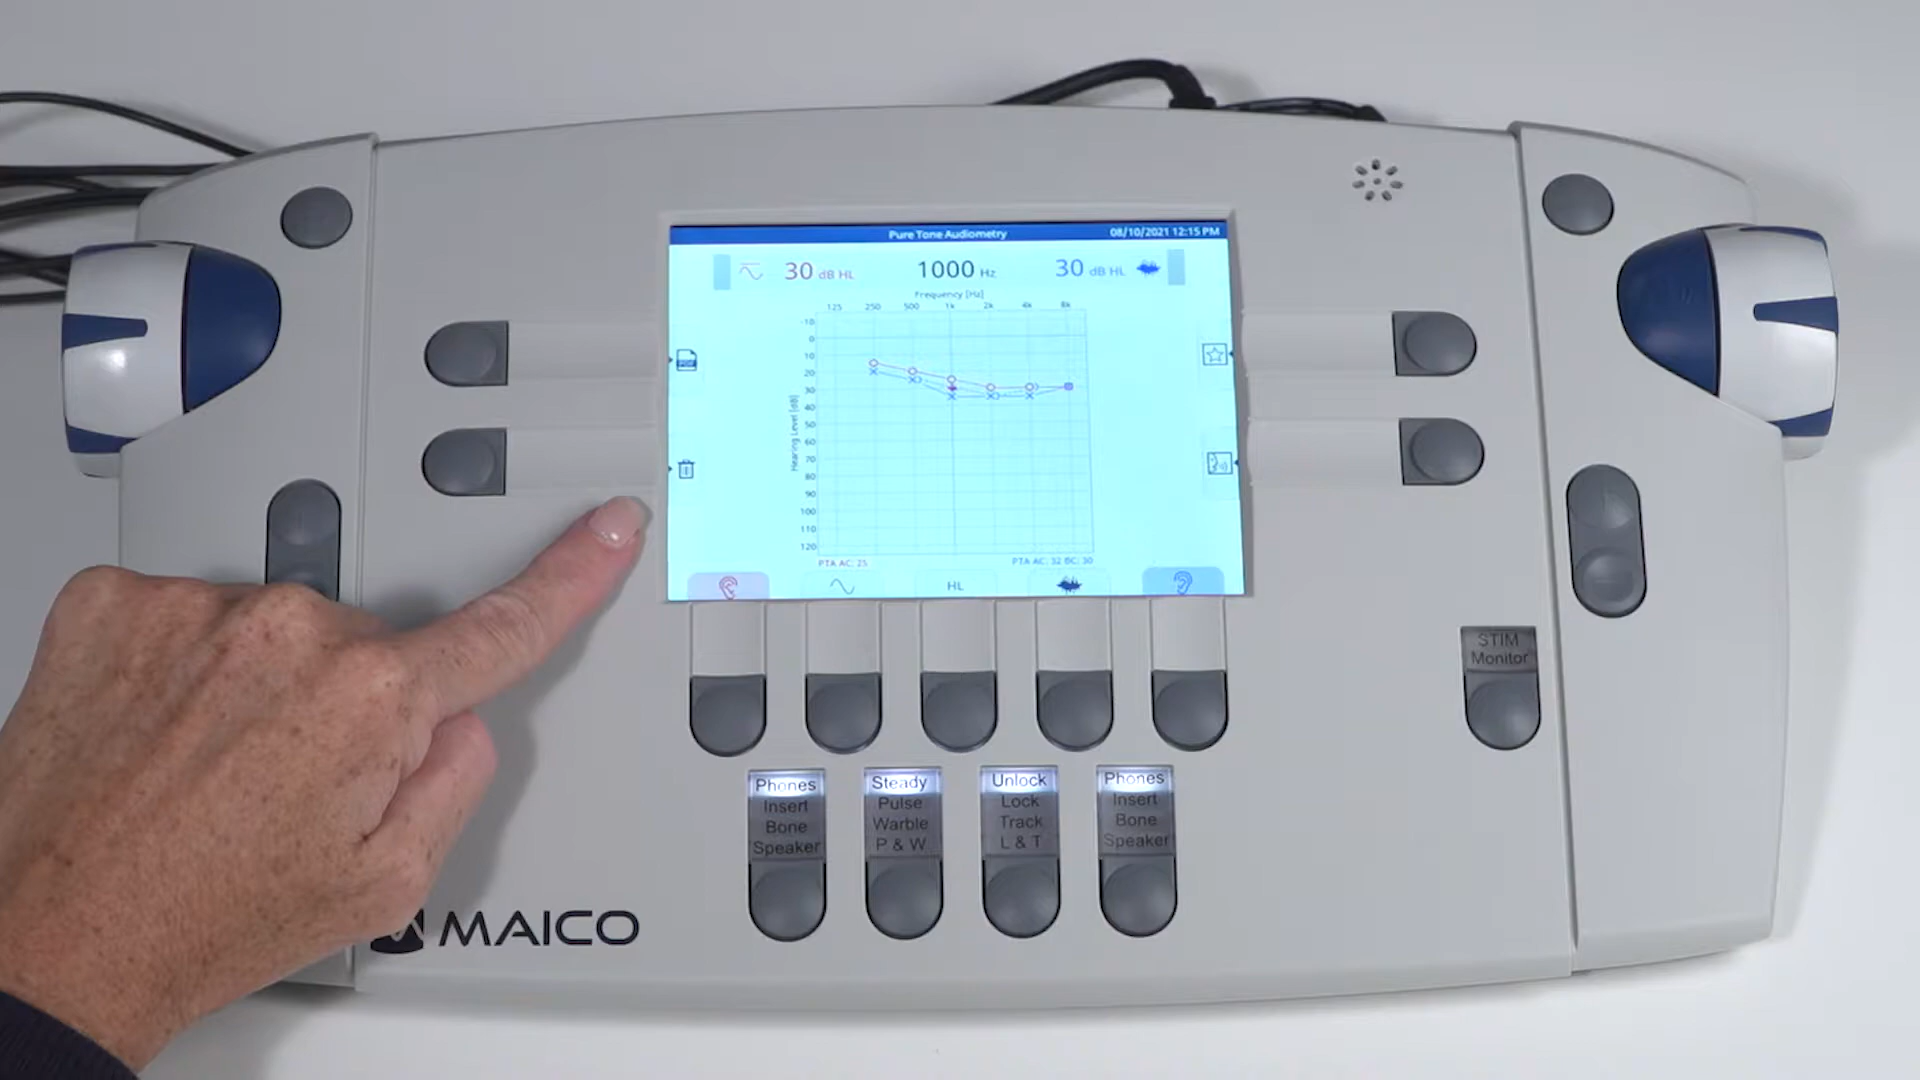 Pure Tone Audiometry 08/10/2021 12:15 PM
30 dB HL 1000 Hz 30 dB HL
Frequency [Hz]
125 250 500 1k 2k 4k 8k
Hearing Level [dB]
-10
0
10
20
30
40
50
60
70
80
90
100
110
120
PDF
PTA AC: 25 PTA AC: 32 BC: 30
HL
STIM
Monitor
Phones
Insert
Bone
Speaker
Steady
Pulse
Warble
P & W
Unlock
Lock
Track
L & T
Phones
Insert
Bone
Speaker
MAICO